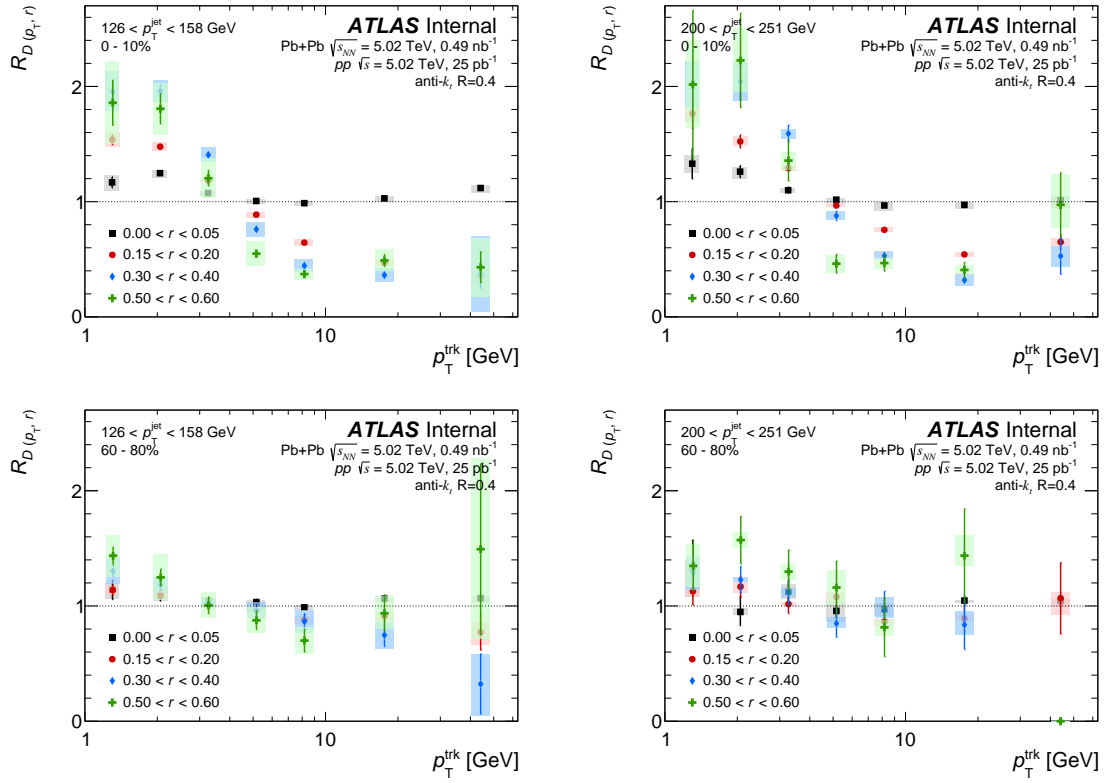 R_D (p_T, r)
126 < p_T^jet < 158 GeV
0 - 10%
ATLAS Internal
Pb+Pb √s_NN = 5.02 TeV, 0.49 nb⁻¹
pp √s = 5.02 TeV, 25 pb⁻¹
anti-k_t R=0.4
2
1
0.00 < r < 0.05
0.15 < r < 0.20
0.30 < r < 0.40
0.50 < r < 0.60
0
1 10
p_T^trk [GeV]
R_D (p_T, r)
200 < p_T^jet < 251 GeV
0 - 10%
ATLAS Internal
Pb+Pb √s_NN = 5.02 TeV, 0.49 nb⁻¹
pp √s = 5.02 TeV, 25 pb⁻¹
anti-k_t R=0.4
2
1
0.00 < r < 0.05
0.15 < r < 0.20
0.30 < r < 0.40
0.50 < r < 0.60
0
1 10
p_T^trk [GeV]
R_D (p_T, r)
126 < p_T^jet < 158 GeV
60 - 80%
ATLAS Internal
Pb+Pb √s_NN = 5.02 TeV, 0.49 nb⁻¹
pp √s = 5.02 TeV, 25 pb⁻¹
anti-k_t R=0.4
2
1
0.00 < r < 0.05
0.15 < r < 0.20
0.30 < r < 0.40
0.50 < r < 0.60
0
1 10
p_T^trk [GeV]
R_D (p_T, r)
200 < p_T^jet < 251 GeV
60 - 80%
ATLAS Internal
Pb+Pb √s_NN = 5.02 TeV, 0.49 nb⁻¹
pp √s = 5.02 TeV, 25 pb⁻¹
anti-k_t R=0.4
2
1
0.00 < r < 0.05
0.15 < r < 0.20
0.30 < r < 0.40
0.50 < r < 0.60
0
1 10
p_T^trk [GeV]